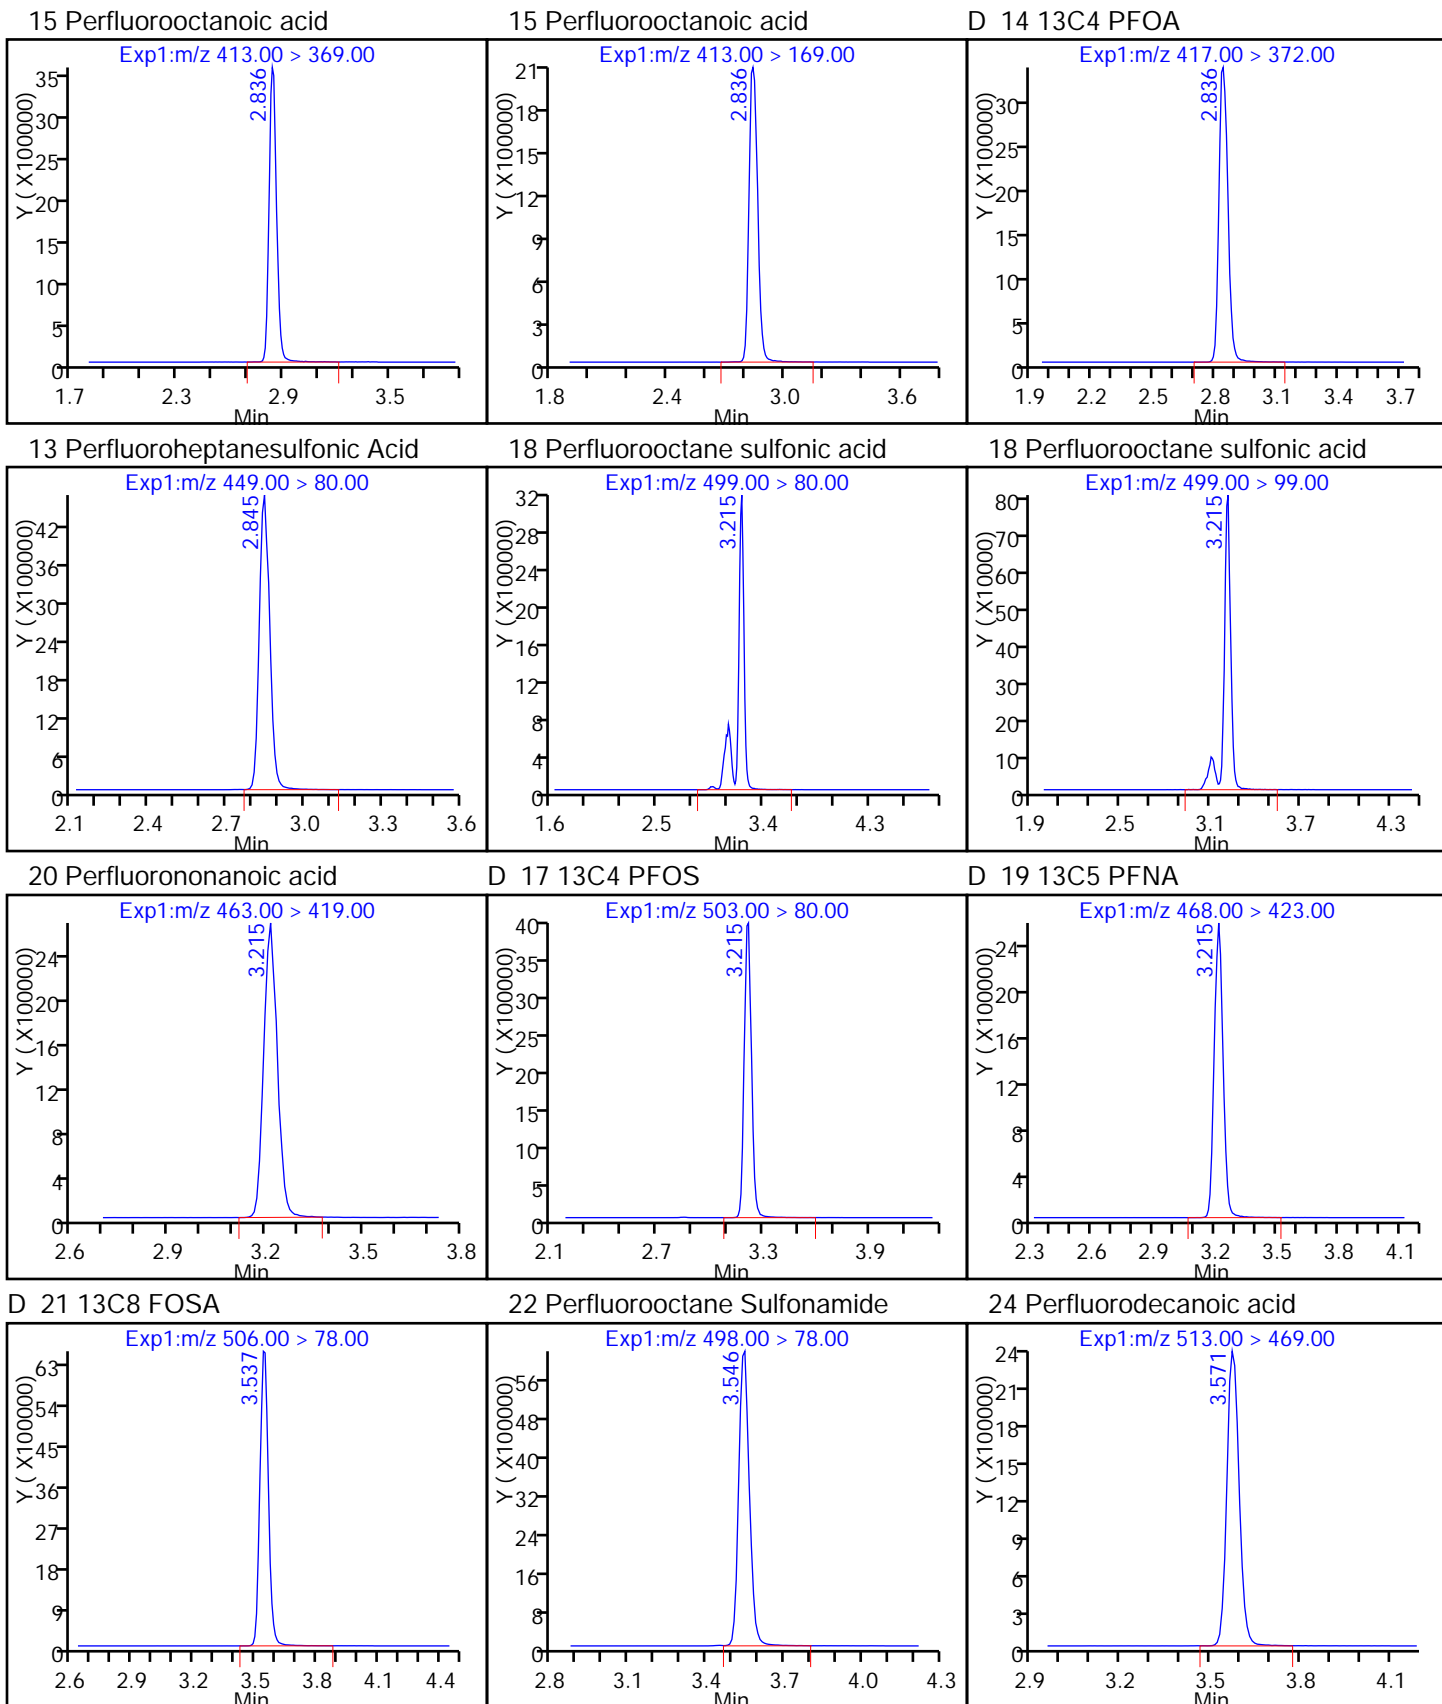 15 Perfluorooctanoic acid
Exp1:m/z 413.00 > 369.00
Y ( X100000)
35
30
25
20
15
10
5
0
2.836
1.7 2.3 2.9 3.5
Min
15 Perfluorooctanoic acid
Exp1:m/z 413.00 > 169.00
Y ( X100000)
21
18
15
12
9
6
3
0
2.836
1.8 2.4 3.0 3.6
Min
D 14 13C4 PFOA
Exp1:m/z 417.00 > 372.00
Y ( X100000)
30
25
20
15
10
5
0
2.836
1.9 2.2 2.5 2.8 3.1 3.4 3.7
Min
13 Perfluoroheptanesulfonic Acid
Exp1:m/z 449.00 > 80.00
Y ( X100000)
42
36
30
24
18
12
6
0
2.845
2.1 2.4 2.7 3.0 3.3 3.6
Min
18 Perfluorooctane sulfonic acid
Exp1:m/z 499.00 > 80.00
Y ( X100000)
32
28
24
20
16
12
8
4
0
3.215
1.6 2.5 3.4 4.3
Min
18 Perfluorooctane sulfonic acid
Exp1:m/z 499.00 > 99.00
Y ( X100000)
80
70
60
50
40
30
20
10
0
3.215
1.9 2.5 3.1 3.7 4.3
Min
20 Perfluorononanoic acid
Exp1:m/z 463.00 > 419.00
Y ( X100000)
24
20
16
12
8
4
0
3.215
2.6 2.9 3.2 3.5 3.8
Min
D 17 13C4 PFOS
Exp1:m/z 503.00 > 80.00
Y ( X100000)
40
35
30
25
20
15
10
5
0
3.215
2.1 2.7 3.3 3.9
Min
D 19 13C5 PFNA
Exp1:m/z 468.00 > 423.00
Y ( X100000)
24
20
16
12
8
4
0
3.215
2.3 2.6 2.9 3.2 3.5 3.8 4.1
Min
D 21 13C8 FOSA
Exp1:m/z 506.00 > 78.00
Y ( X100000)
63
54
45
36
27
18
9
0
3.537
2.6 2.9 3.2 3.5 3.8 4.1 4.4
Min
22 Perfluorooctane Sulfonamide
Exp1:m/z 498.00 > 78.00
Y ( X100000)
56
48
40
32
24
16
8
0
3.546
2.8 3.1 3.4 3.7 4.0 4.3
Min
24 Perfluorodecanoic acid
Exp1:m/z 513.00 > 469.00
Y ( X100000)
24
21
18
15
12
9
6
3
0
3.571
2.9 3.2 3.5 3.8 4.1
Min